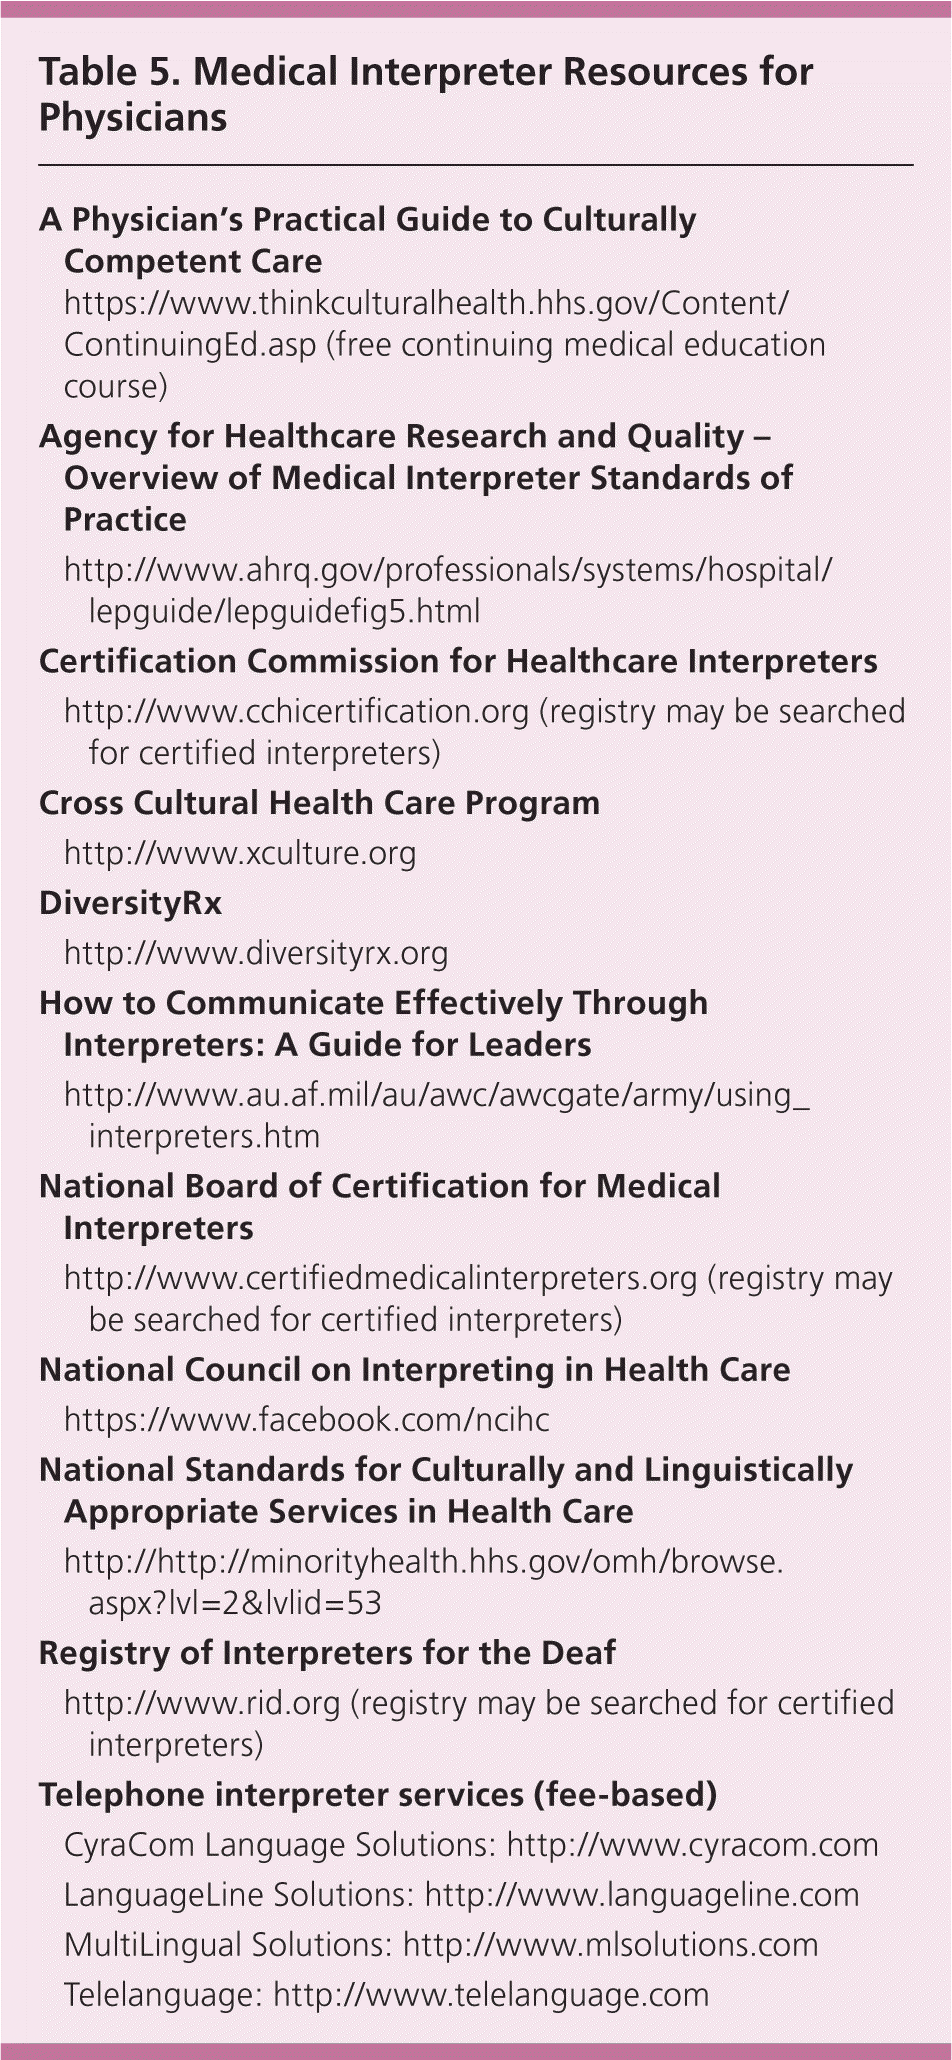 Table 5. Medical Interpreter Resources for
Physicians
A Physician’s Practical Guide to Culturally
Competent Care
https://www.thinkculturalhealth.hhs.gov/Content/
ContinuingEd.asp (free continuing medical education
course)
Agency for Healthcare Research and Quality –
Overview of Medical Interpreter Standards of
Practice
http://www.ahrq.gov/professionals/systems/hospital/
lepguide/lepguidefig5.html
Certification Commission for Healthcare Interpreters
http://www.cchicertification.org (registry may be searched
for certified interpreters)
Cross Cultural Health Care Program
http://www.xculture.org
DiversityRx
http://www.diversityrx.org
How to Communicate Effectively Through
Interpreters: A Guide for Leaders
http://www.au.af.mil/au/awc/awcgate/army/using_
interpreters.htm
National Board of Certification for Medical
Interpreters
http://www.certifiedmedicalinterpreters.org (registry may
be searched for certified interpreters)
National Council on Interpreting in Health Care
https://www.facebook.com/ncihc
National Standards for Culturally and Linguistically
Appropriate Services in Health Care
http://http://minorityhealth.hhs.gov/omh/browse.
aspx?lvl=2&lvlid=53
Registry of Interpreters for the Deaf
http://www.rid.org (registry may be searched for certified
interpreters)
Telephone interpreter services (fee-based)
CyraCom Language Solutions: http://www.cyracom.com
LanguageLine Solutions: http://www.languageline.com
MultiLingual Solutions: http://www.mlsolutions.com
Telelanguage: http://www.telelanguage.com